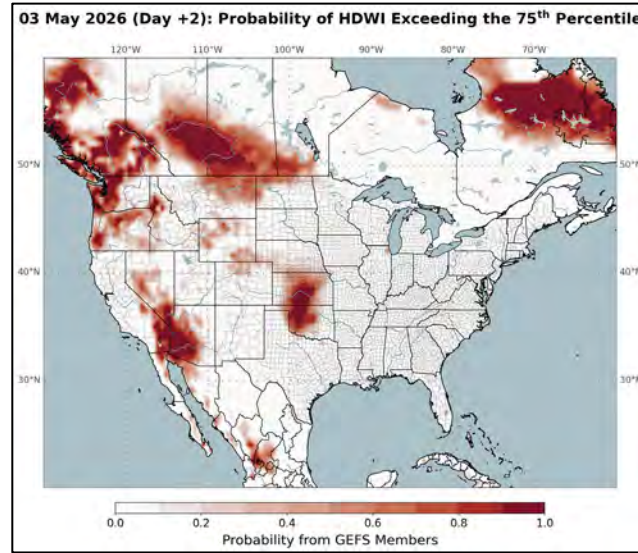 03 May 2026 (Day +2): Probability of HDWI Exceeding the 75th Percentile
120°W 110°W 100°W 90°W 80°W 70°W
50°N 50°N
40°N 40°N
30°N 30°N
0.0 0.2 0.4 0.6 0.8 1.0
Probability from GEFS Members